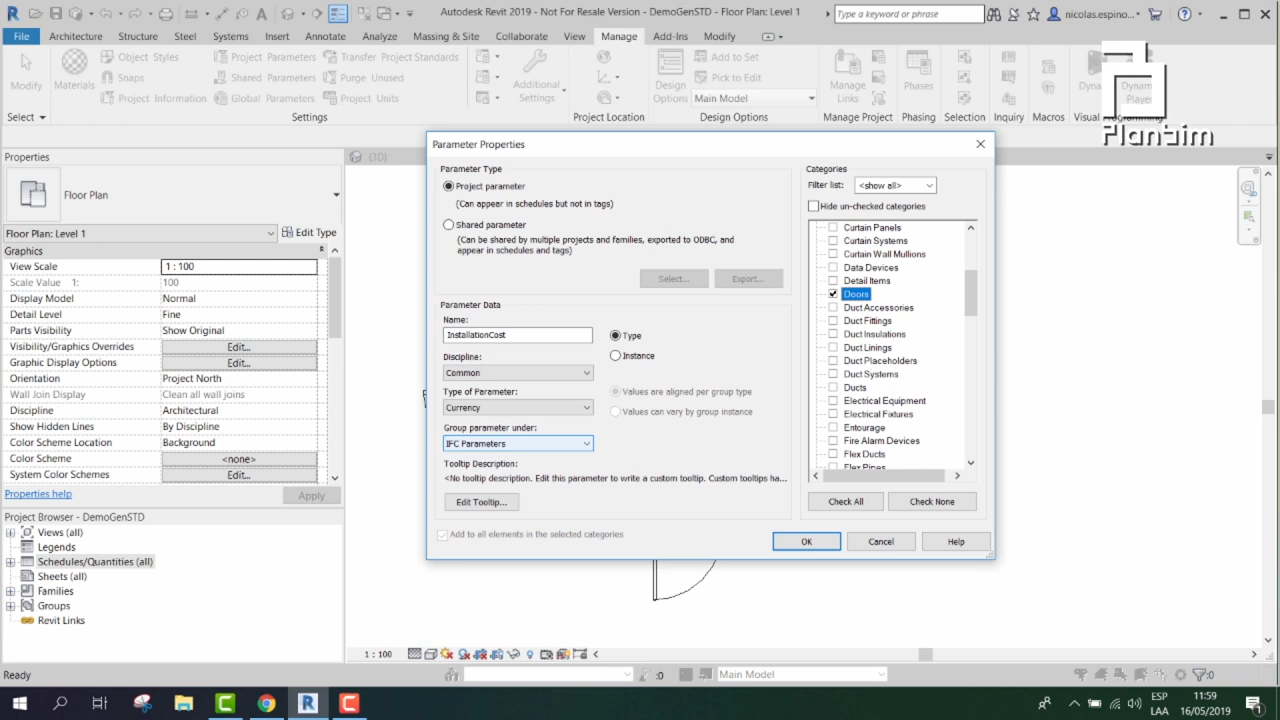 Autodesk Revit 2019 - Not For Resale Version - DemoGenSTD - Floor Plan: Level 1
Type a keyword or phrase
nicolas.espino...
File Architecture Structure Steel Systems Insert Annotate Analyze Massing & Site Collaborate View Manage Add-Ins Modify
Modify
Materials
Object Styles
Snaps
Project Information
Project Parameters
Shared Parameters
Global Parameters
Transfer Project Standards
Purge Unused
Project Units
Additional
Settings
Design
Options
Add to Set
Pick to Edit
Main Model
Manage
Links
Phases
Dynam
Player
Select
Settings
Project Location
Design Options
Manage Project
Phasing
Selection
Inquiry
Macros
Visual Programming
Planbim
Properties
Floor Plan
Floor Plan: Level 1
Edit Type
Graphics
View Scale 1 : 100
Scale Value 1: 100
Display Model Normal
Detail Level Fine
Parts Visibility Show Original
Visibility/Graphics Overrides Edit...
Graphic Display Options Edit...
Orientation Project North
Wall Join Display Clean all wall joins
Discipline Architectural
Show Hidden Lines By Discipline
Color Scheme Location Background
Color Scheme <none>
System Color Schemes Edit...
Properties help
Apply
Project Browser - DemoGenSTD
Views (all)
Legends
Schedules/Quantities (all)
Sheets (all)
Families
Groups
Revit Links
{3D}
Parameter Properties
Parameter Type
Project parameter
(Can appear in schedules but not in tags)
Shared parameter
(Can be shared by multiple projects and families, exported to ODBC, and
appear in schedules and tags)
Select...
Export...
Parameter Data
Name:
InstallationCost
Type
Instance
Discipline:
Common
Type of Parameter:
Currency
Values are aligned per group type
Values can vary by group instance
Group parameter under:
IFC Parameters
Tooltip Description:
<No tooltip description. Edit this parameter to write a custom tooltip. Custom tooltips ha...
Edit Tooltip...
Add to all elements in the selected categories
Categories
Filter list: <show all>
Hide un-checked categories
Curtain Panels
Curtain Systems
Curtain Wall Mullions
Data Devices
Detail Items
Doors
Duct Accessories
Duct Fittings
Duct Insulations
Duct Linings
Duct Placeholders
Duct Systems
Ducts
Electrical Equipment
Electrical Fixtures
Entourage
Fire Alarm Devices
Flex Ducts
Flex Pipes
Check All
Check None
OK
Cancel
Help
1 : 100
Ready
:0
Main Model
:0
ESP
LAA
11:59
16/05/2019
1